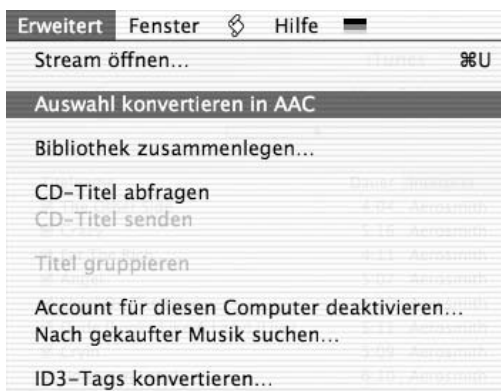 Erweitert Fenster Hilfe
Stream öffnen... ⌘U
Auswahl konvertieren in AAC
Bibliothek zusammenlegen...
CD-Titel abfragen
CD-Titel senden
Titel gruppieren
Account für diesen Computer deaktivieren...
Nach gekaufter Musik suchen...
ID3-Tags konvertieren...